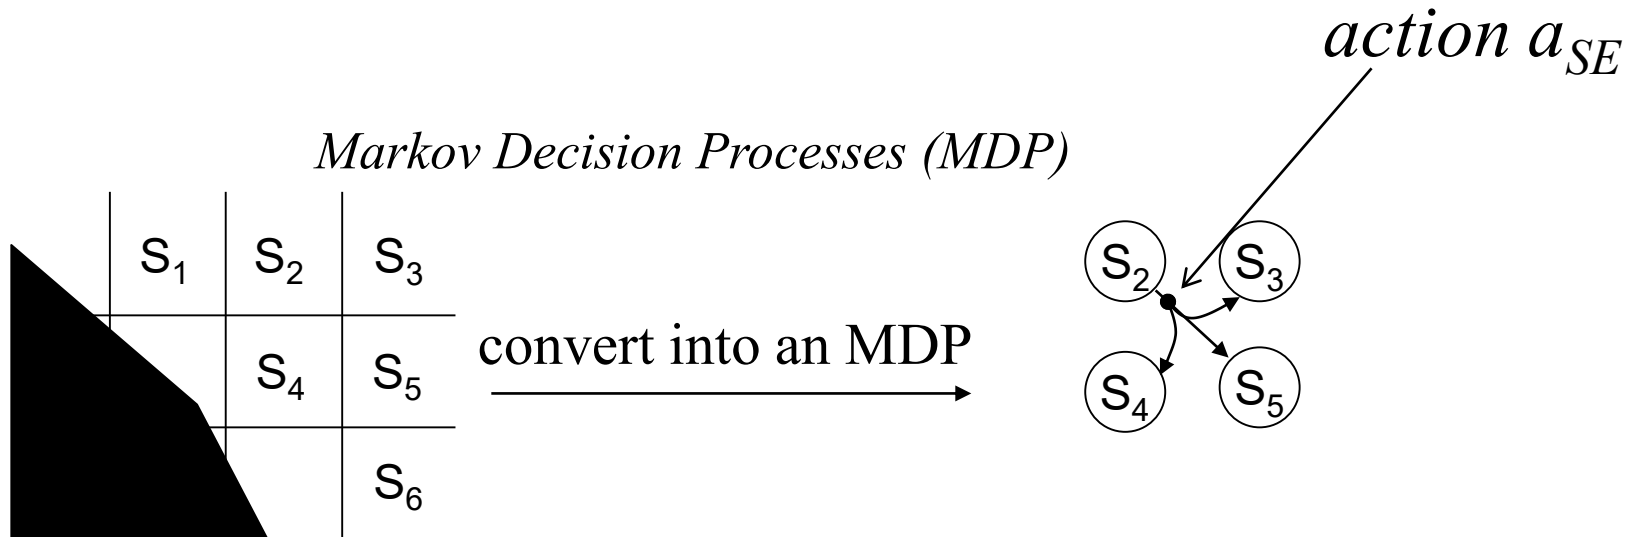 action a_SE
Markov Decision Processes (MDP)
S₁ S₂ S₃
S₂ S₃
convert into an MDP
S₄ S₅
S₄ S₅
S₆